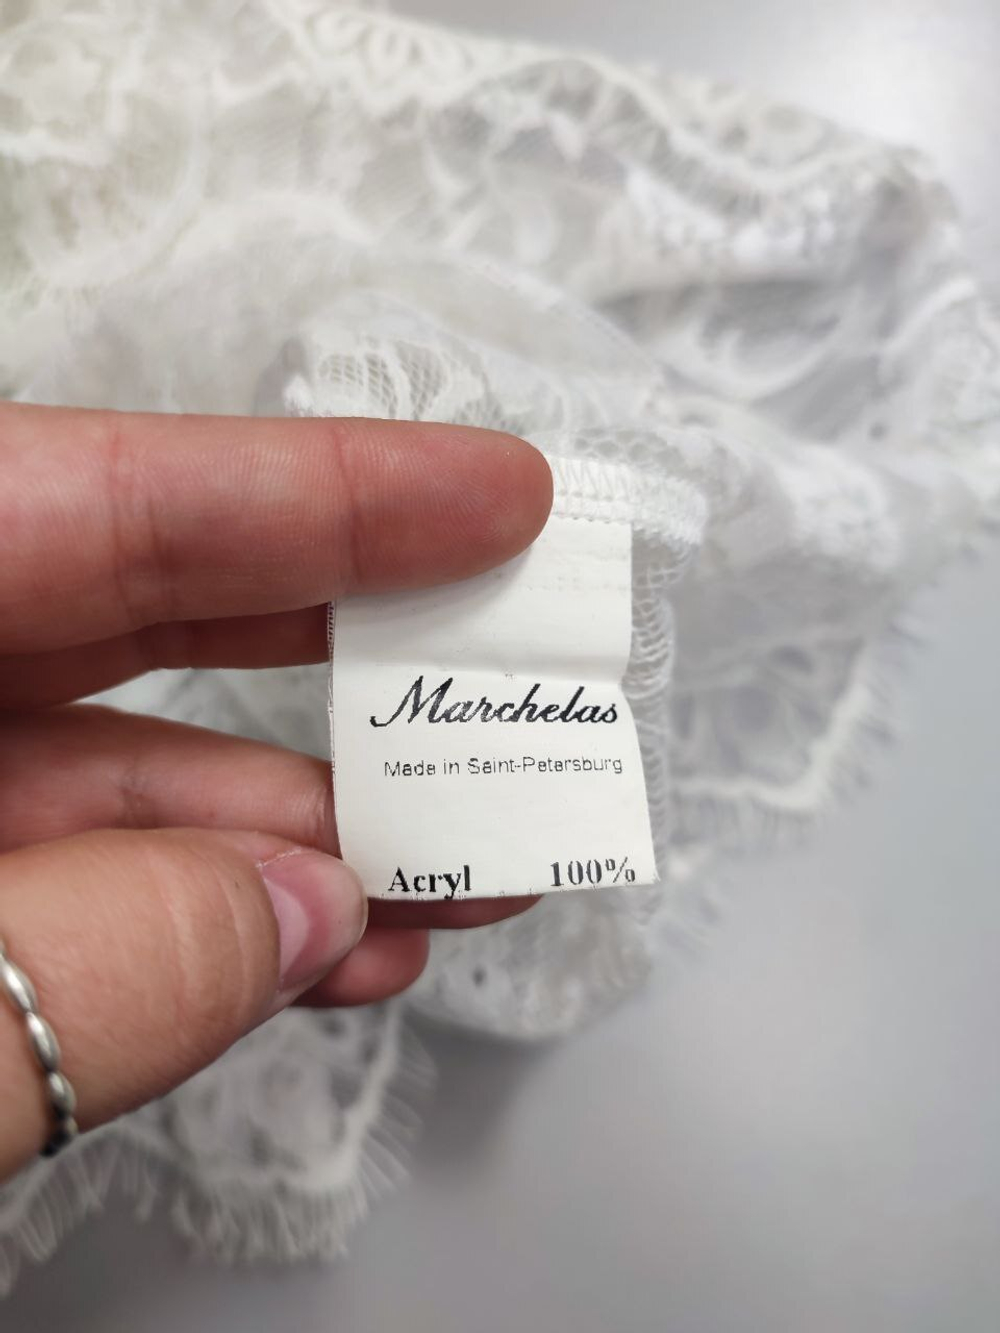 Marchelas
Made in Saint-Petersburg
Acryl 100%